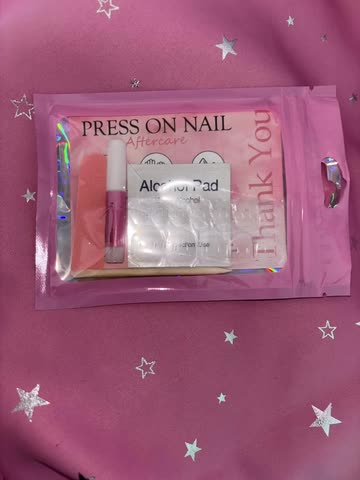 PRESS ON NAIL
Aftercare
Thank You
Alcohol Pad